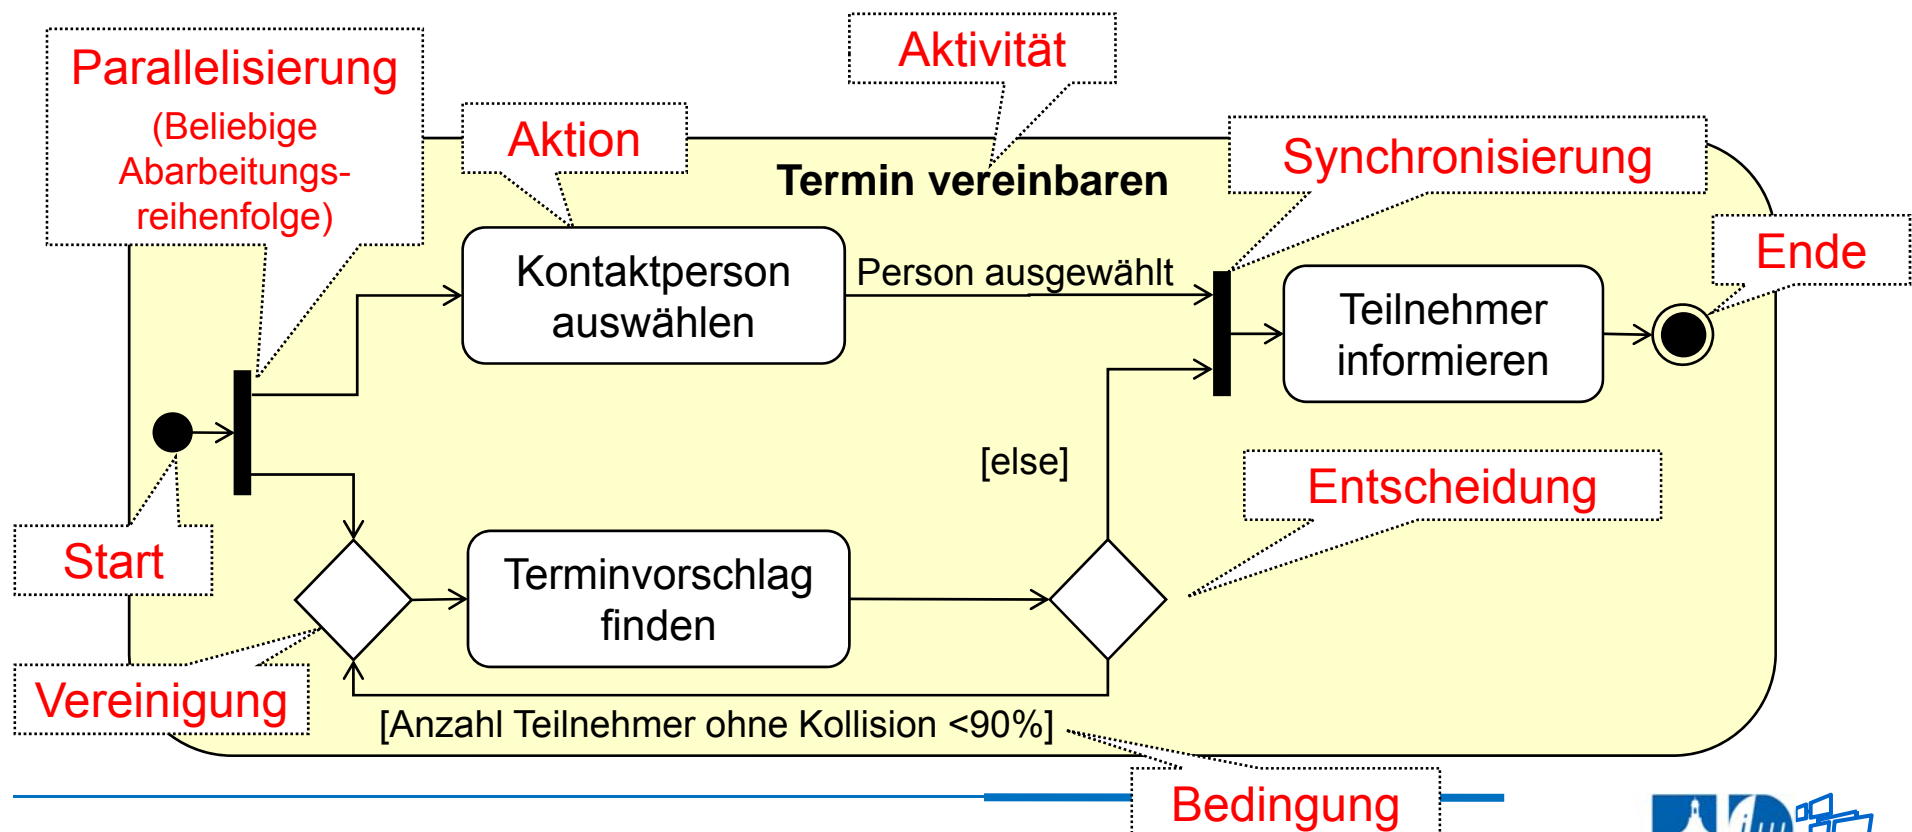 Parallelisierung
(Beliebige
Abarbeitungs-
reihenfolge)
Aktion
Aktivität
Termin vereinbaren
Synchronisierung
Ende
Kontaktperson
auswählen
Person ausgewählt
Teilnehmer
informieren
[else]
Entscheidung
Start
Terminvorschlag
finden
Vereinigung
[Anzahl Teilnehmer ohne Kollision <90%]
Bedingung